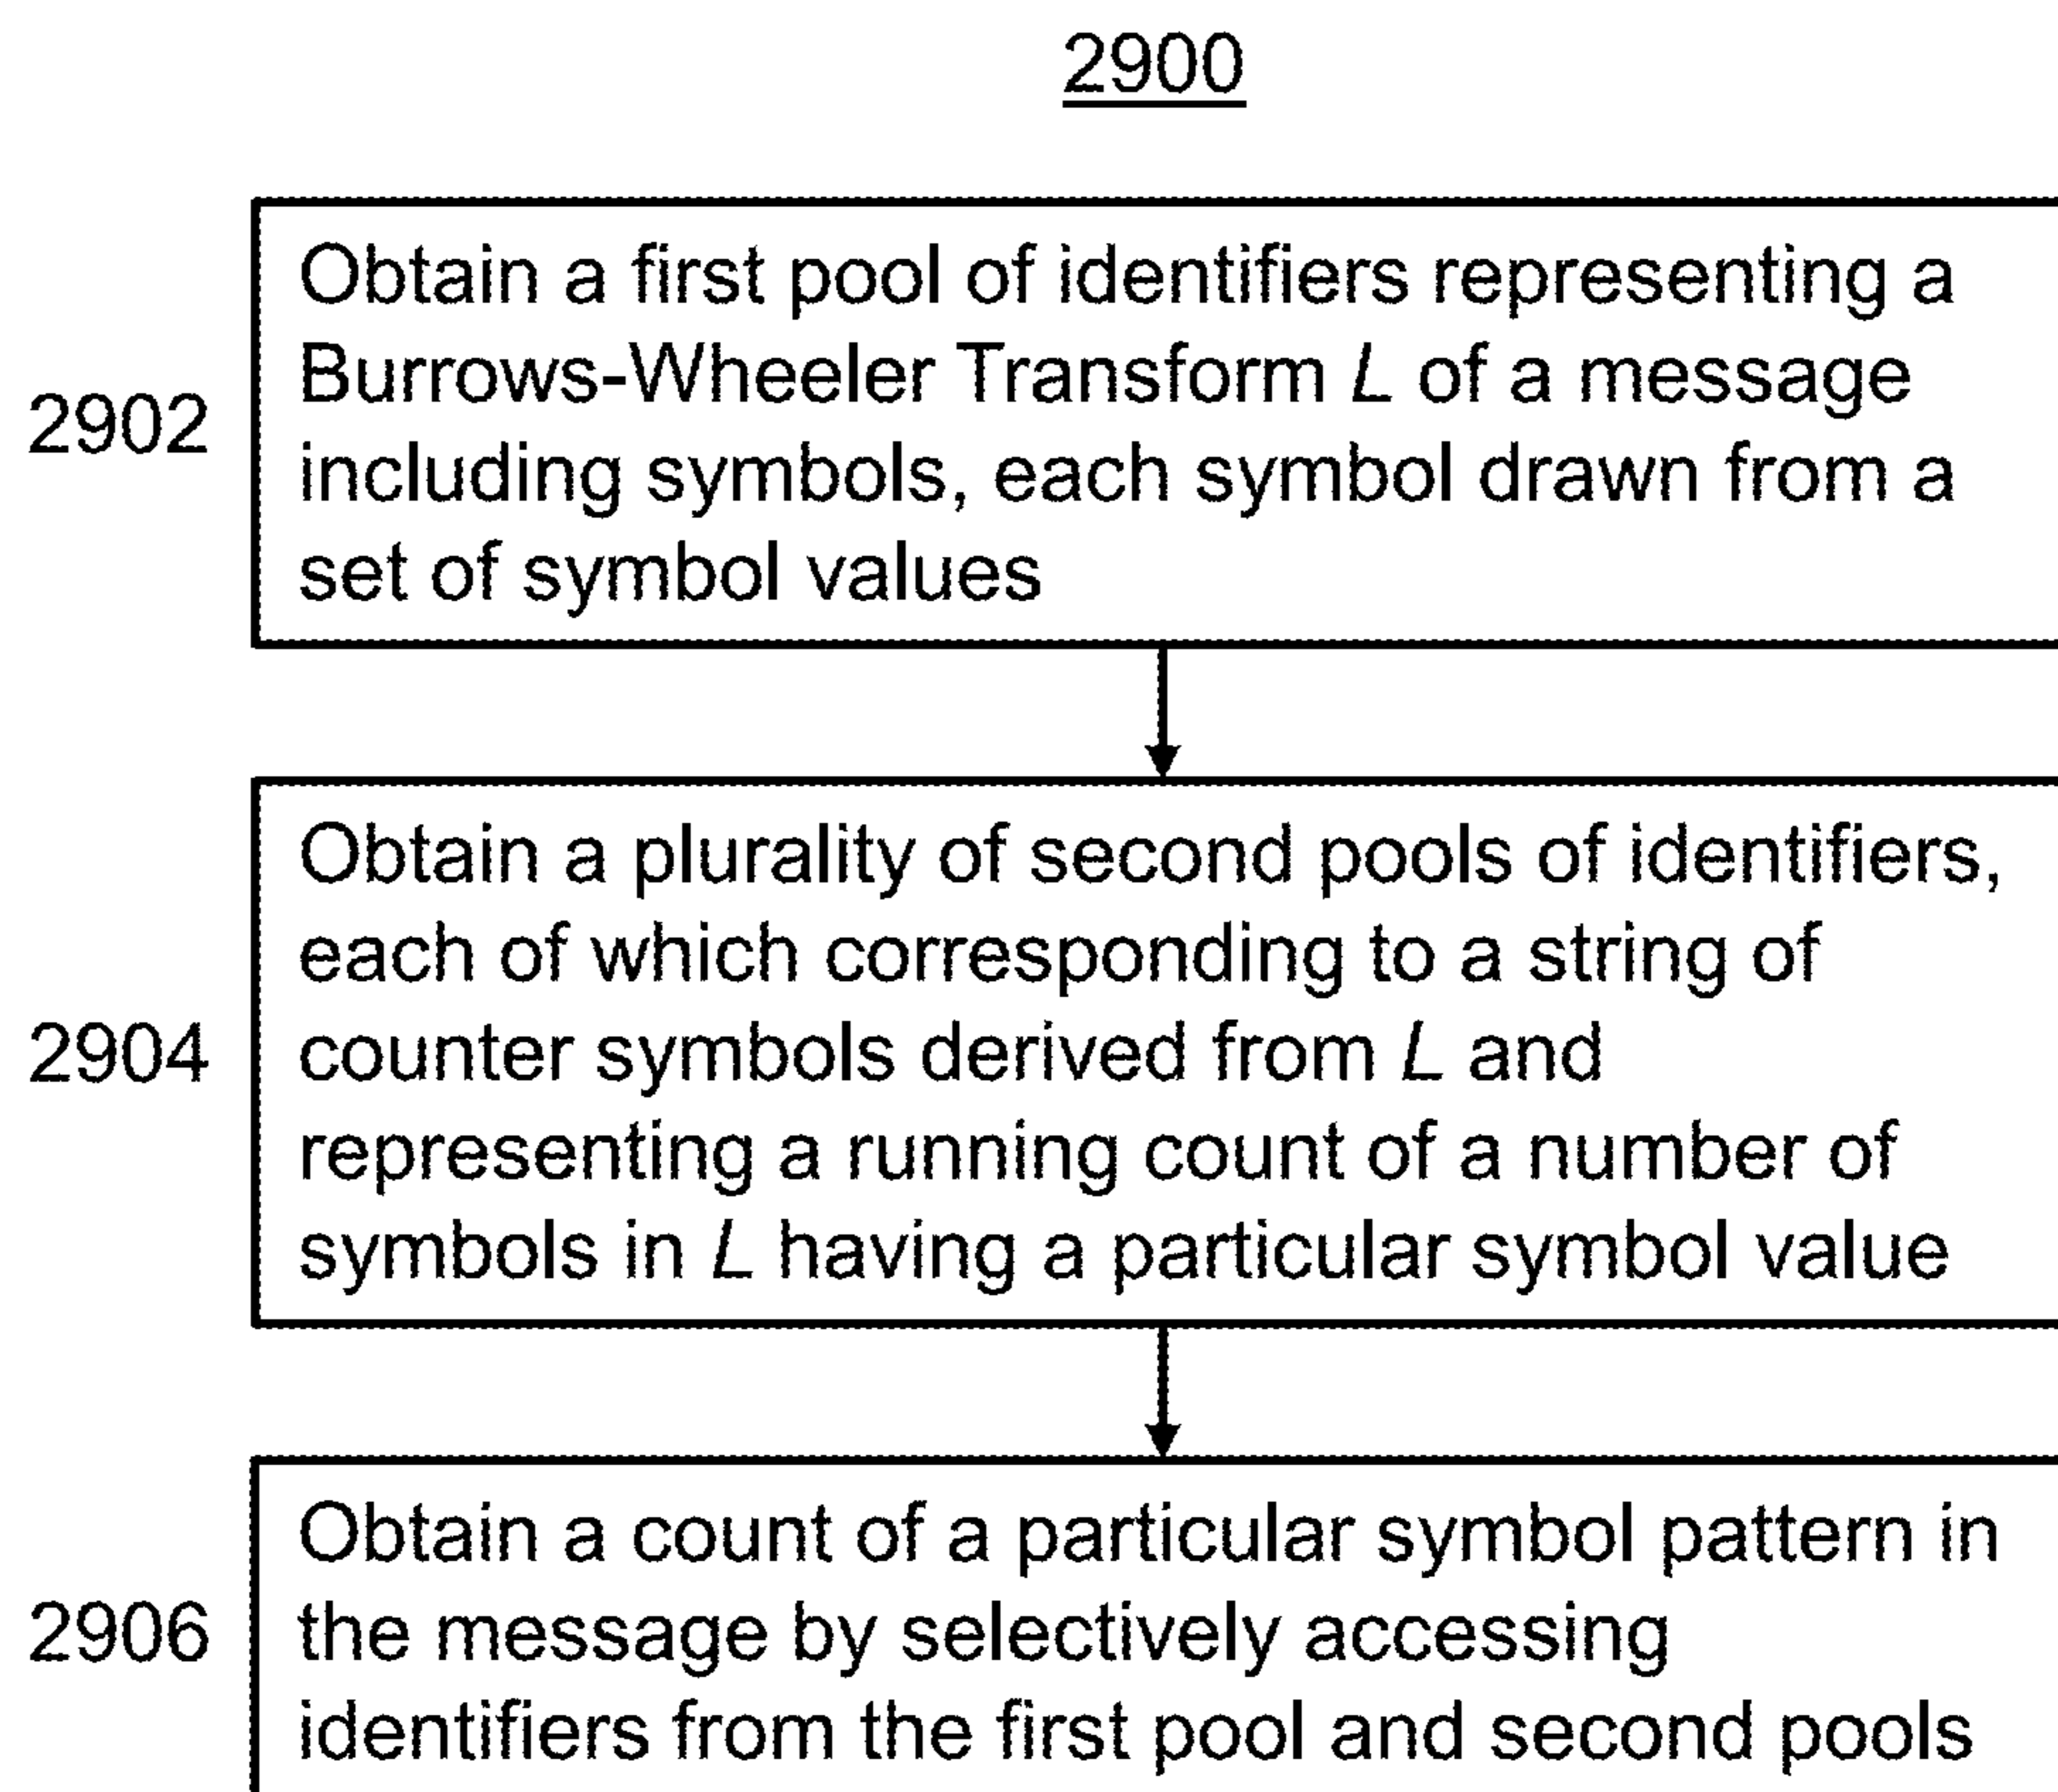 2900
2902
Obtain a first pool of identifiers representing a
Burrows-Wheeler Transform L of a message
including symbols, each symbol drawn from a
set of symbol values
2904
Obtain a plurality of second pools of identifiers,
each of which corresponding to a string of
counter symbols derived from L and
representing a running count of a number of
symbols in L having a particular symbol value
2906
Obtain a count of a particular symbol pattern in
the message by selectively accessing
identifiers from the first pool and second pools